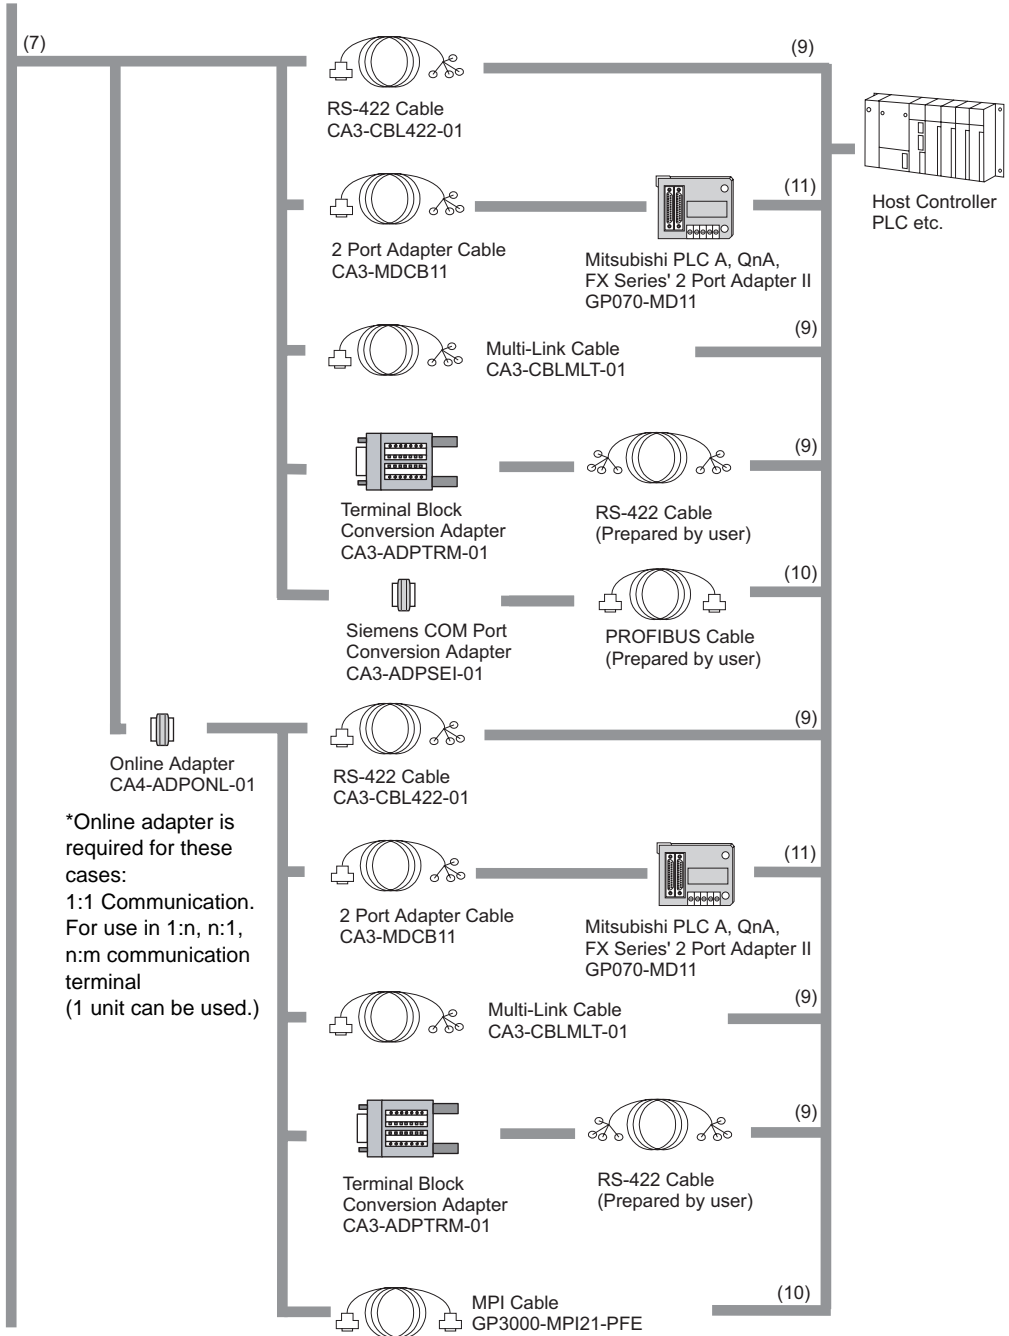 (7)
(9)
RS-422 Cable
CA3-CBL422-01
Host Controller
PLC etc.
(11)
2 Port Adapter Cable
CA3-MDCB11
Mitsubishi PLC A, QnA,
FX Series' 2 Port Adapter II
GP070-MD11
(9)
Multi-Link Cable
CA3-CBLMLT-01
(9)
Terminal Block
Conversion Adapter
CA3-ADPTRM-01
RS-422 Cable
(Prepared by user)
(10)
Siemens COM Port
Conversion Adapter
CA3-ADPSEI-01
PROFIBUS Cable
(Prepared by user)
(9)
Online Adapter
CA4-ADPONL-01
RS-422 Cable
CA3-CBL422-01
*Online adapter is
required for these
cases:
1:1 Communication.
For use in 1:n, n:1,
n:m communication
terminal
(1 unit can be used.)
(11)
2 Port Adapter Cable
CA3-MDCB11
Mitsubishi PLC A, QnA,
FX Series' 2 Port Adapter II
GP070-MD11
(9)
Multi-Link Cable
CA3-CBLMLT-01
(9)
Terminal Block
Conversion Adapter
CA3-ADPTRM-01
RS-422 Cable
(Prepared by user)
(10)
MPI Cable
GP3000-MPI21-PFE